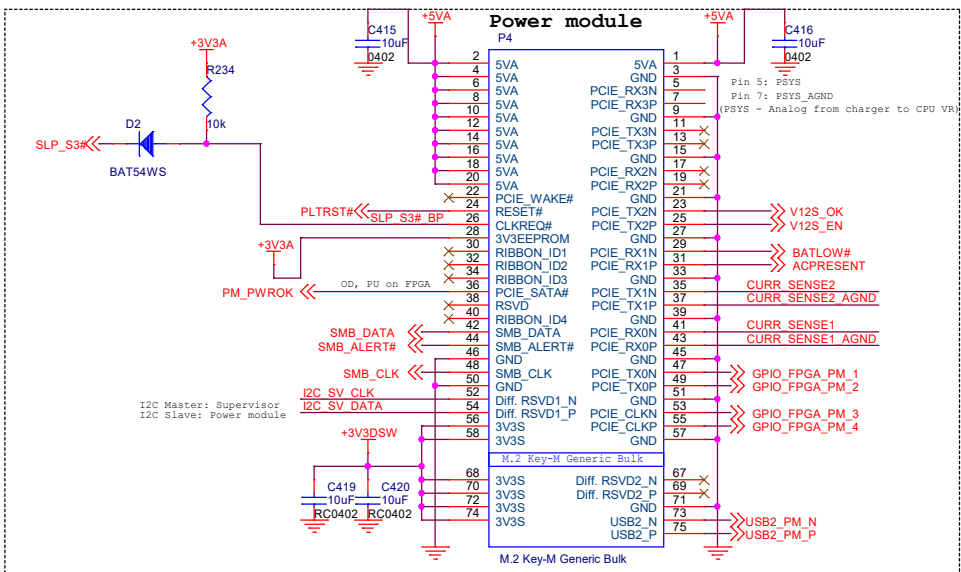 Power module
+5VA
+5VA
P4
C415
10uF
0402
C416
10uF
0402
+3V3A
R234
10k
D2
BAT54WS
SLP_S3#
2 5VA 5VA 1
4 5VA GND 3
6 5VA PCIE_RX3N 5
8 5VA PCIE_RX3P 7
10 5VA GND 9
12 5VA PCIE_TX3N 11
14 5VA PCIE_TX3P 13
16 5VA GND 15
18 5VA PCIE_RX2N 17
20 5VA PCIE_RX2P 19
22 PCIE_WAKE# GND 21
PLTRST# 24 RESET# PCIE_TX2N 23 V12S_OK
SLP_S3#_BP 26 CLKREQ# PCIE_TX2P 25 V12S_EN
28 3V3EEPROM GND 27
+3V3A
30 RIBBON_ID1 PCIE_RX1N 29 BATLOW#
32 RIBBON_ID2 PCIE_RX1P 31 ACPRESENT
34 RIBBON_ID3 GND 33
PM_PWROK OD, PU on FPGA 36 PCIE_SATA# PCIE_TX1N 35 CURR_SENSE2
38 RSVD PCIE_TX1P 37 CURR_SENSE2_AGND
40 RIBBON_ID4 GND 39
SMB_DATA 42 SMB_DATA PCIE_RX0N 41 CURR_SENSE1
SMB_ALERT# 44 SMB_ALERT# PCIE_RX0P 43 CURR_SENSE1_AGND
46 GND GND 45
SMB_CLK 48 SMB_CLK PCIE_TX0N 47 GPIO_FPGA_PM_1
50 GND PCIE_TX0P 49 GPIO_FPGA_PM_2
I2C_SV_CLK 52 Diff. RSVD1_N GND 51
I2C_SV_DATA 54 Diff. RSVD1_P PCIE_CLKN 53 GPIO_FPGA_PM_3
56 3V3S PCIE_CLKP 55 GPIO_FPGA_PM_4
58 3V3S GND 57
Pin 5: PSYS
Pin 7: PSYS_AGND
(PSYS - Analog from charger to CPU VR)
I2C Master: Supervisor
I2C Slave: Power module
+3V3DSW
M.2 Key-M Generic Bulk
68 3V3S Diff. RSVD2_N 67
70 3V3S Diff. RSVD2_P 69
72 3V3S GND 71
74 3V3S USB2_N 73 USB2_PM_N
USB2_P 75 USB2_PM_P
C419
10uF
RC0402
C420
10uF
RC0402
M.2 Key-M Generic Bulk